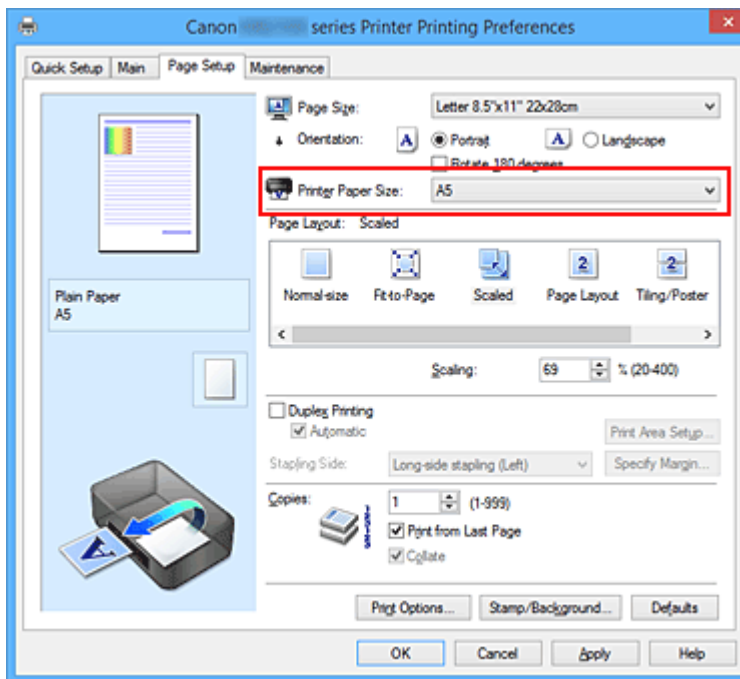 Canon series Printer Printing Preferences
Quick Setup Main Page Setup Maintenance
Page Size: Letter 8.5"x11" 22x28cm
Orientation: A Portrait A Landscape
Rotate 180 degrees
Printer Paper Size: A5
Page Layout: Scaled
Normal-size Fit-to-Page Scaled Page Layout Tiling/Poster
Plain Paper
A5
Scaling: 69 % (20-400)
Duplex Printing
Automatic
Print Area Setup...
Stapling Side: Long-side stapling (Left) Specify Margin...
Copies: 1 (1-999)
Print from Last Page
Collate
Print Options... Stamp/Background... Defaults
OK Cancel Apply Help